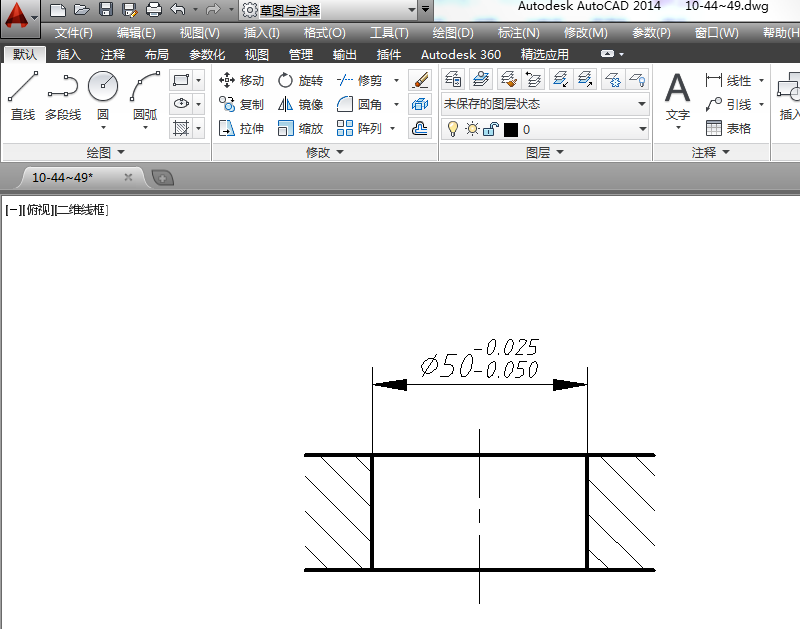 Autodesk AutoCAD 2014 10-44~49.dwg
草图与注释
文件(F) 编辑(E) 视图(V) 插入(I) 格式(O) 工具(T) 绘图(D) 标注(N) 修改(M) 参数(P) 窗口(W) 帮助(H
默认 插入 注释 布局 参数化 视图 管理 输出 插件 Autodesk 360 精选应用
直线 多段线 圆 圆弧
移动 旋转 修剪
复制 镜像 圆角
拉伸 缩放 阵列
未保存的图层状态
0
文字
线性
引线
表格
插入
绘图 修改 图层 注释
10-44~49*
[−][俯视][二维线框]
-0.025
Ø50-0.050